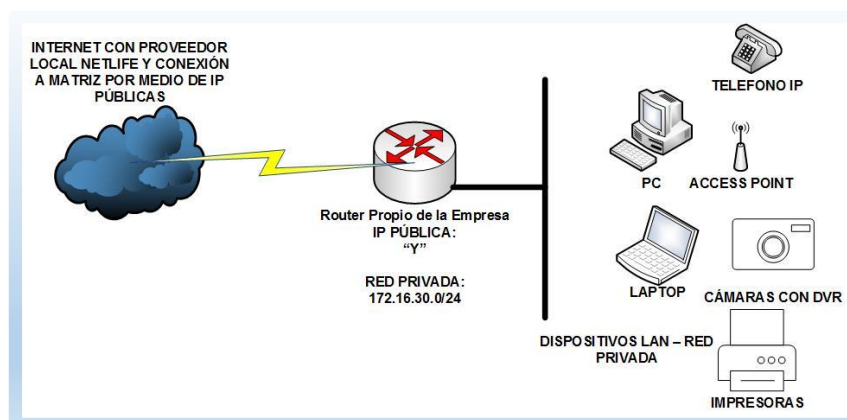 INTERNET CON PROVEEDOR
LOCAL NETLIFE Y CONEXIÓN
A MATRIZ POR MEDIO DE IP
PÚBLICAS
Router Propio de la Empresa
IP PÚBLICA:
“Y”
RED PRIVADA:
172.16.30.0/24
TELEFONO IP
PC
ACCESS POINT
LAPTOP
CÁMARAS CON DVR
DISPOSITIVOS LAN – RED
PRIVADA
IMPRESORAS